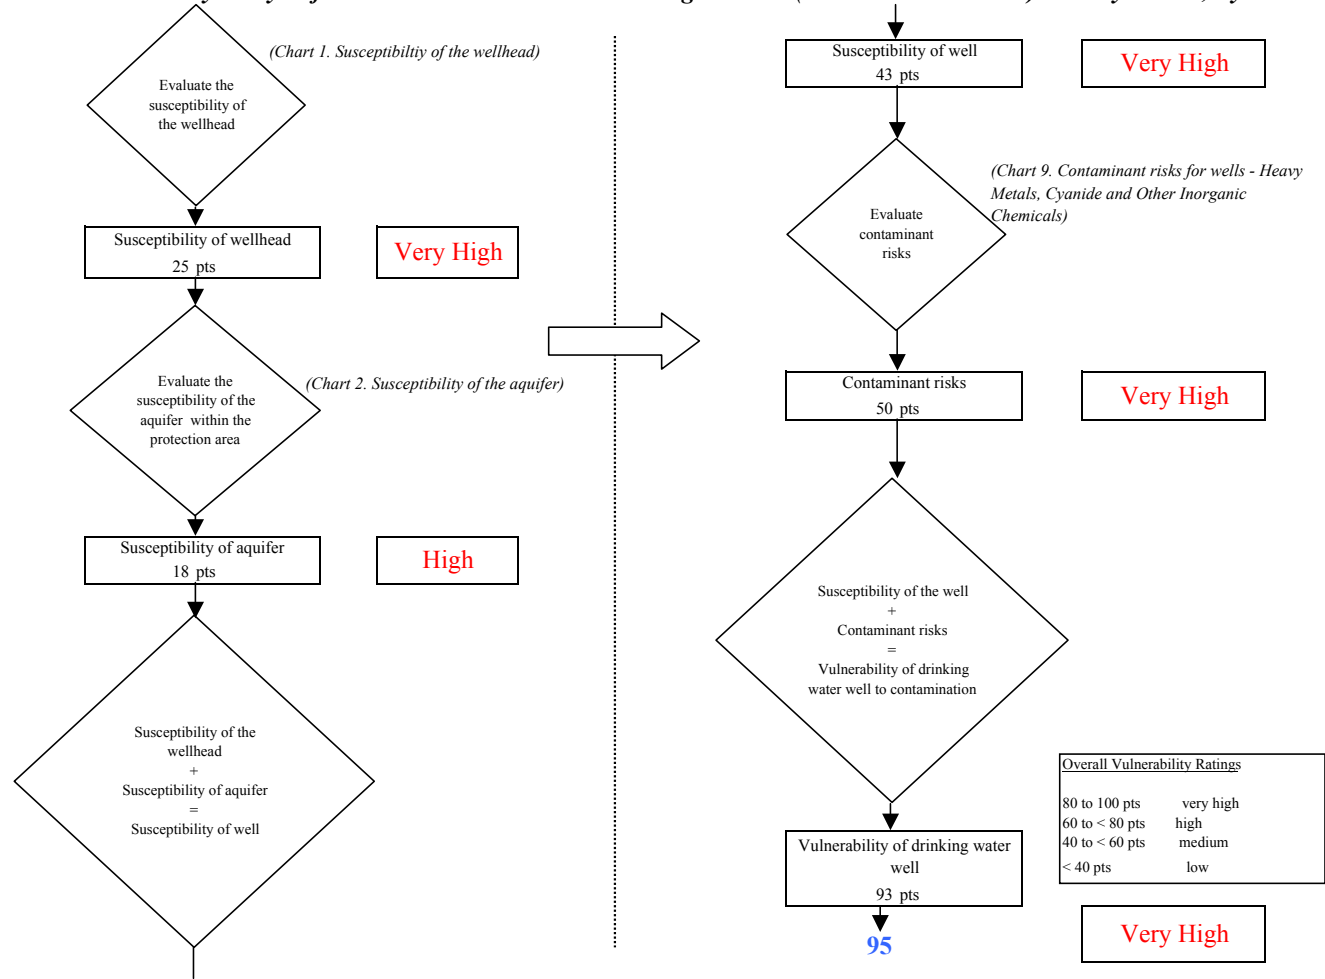 (Chart 1. Susceptibiltiy of the wellhead)
Evaluate the
susceptibility of
the wellhead
Susceptibility of wellhead
25 pts
Very High
Evaluate the
susceptibility of the
aquifer within the
protection area
(Chart 2. Susceptibility of the aquifer)
Susceptibility of aquifer
18 pts
High
Susceptibility of the
wellhead
+
Susceptibility of aquifer
=
Susceptibility of well
Susceptibility of well
43 pts
Very High
Evaluate
contaminant
risks
(Chart 9. Contaminant risks for wells - Heavy
Metals, Cyanide and Other Inorganic
Chemicals)
Contaminant risks
50 pts
Very High
Susceptibility of the well
+
Contaminant risks
=
Vulnerability of drinking
water well to contamination
Overall Vulnerability Ratings
80 to 100 pts very high
60 to < 80 pts high
40 to < 60 pts medium
< 40 pts low
Vulnerability of drinking water
well
93 pts
95
Very High